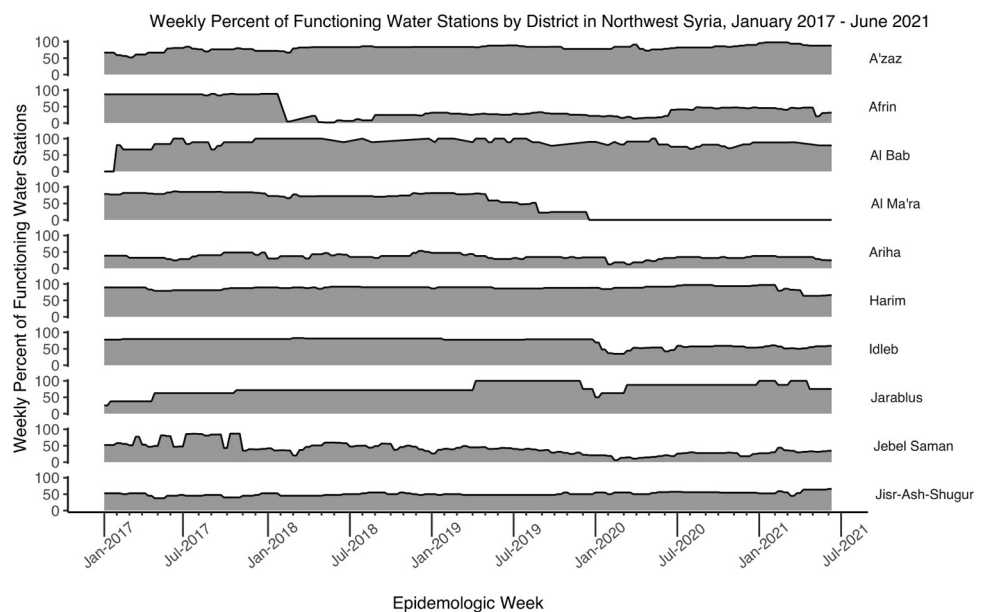 Weekly Percent of Functioning Water Stations by District in Northwest Syria, January 2017 - June 2021
Weekly Percent of Functioning Water Stations
100
50
0
A'zaz
100
50
0
Afrin
100
50
0
Al Bab
100
50
0
Al Ma'ra
100
50
0
Ariha
100
50
0
Harim
100
50
0
Idleb
100
50
0
Jarablus
100
50
0
Jebel Saman
100
50
0
Jisr-Ash-Shugur
Jan-2017
Jul-2017
Jan-2018
Jul-2018
Jan-2019
Jul-2019
Jan-2020
Jul-2020
Jan-2021
Jul-2021
Epidemologic Week